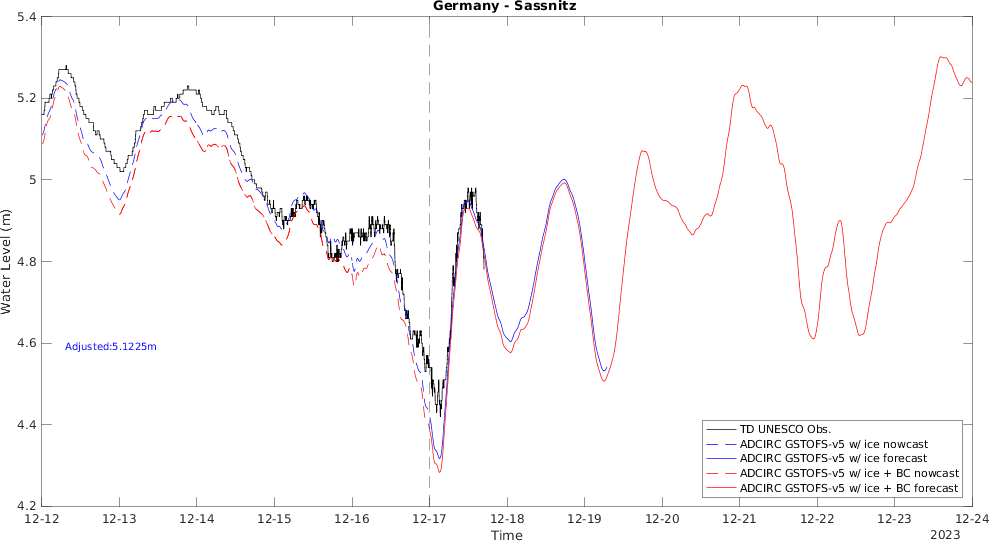 Germany - Sassnitz
5.4
5.2
5
4.8
4.6
4.4
4.2
Water Level (m)
Adjusted:5.1225m
TD UNESCO Obs.
ADCIRC GSTOFS-v5 w/ ice nowcast
ADCIRC GSTOFS-v5 w/ ice forecast
ADCIRC GSTOFS-v5 w/ ice + BC nowcast
ADCIRC GSTOFS-v5 w/ ice + BC forecast
12-12 12-13 12-14 12-15 12-16 12-17 12-18 12-19 12-20 12-21 12-22 12-23 12-24
Time
2023